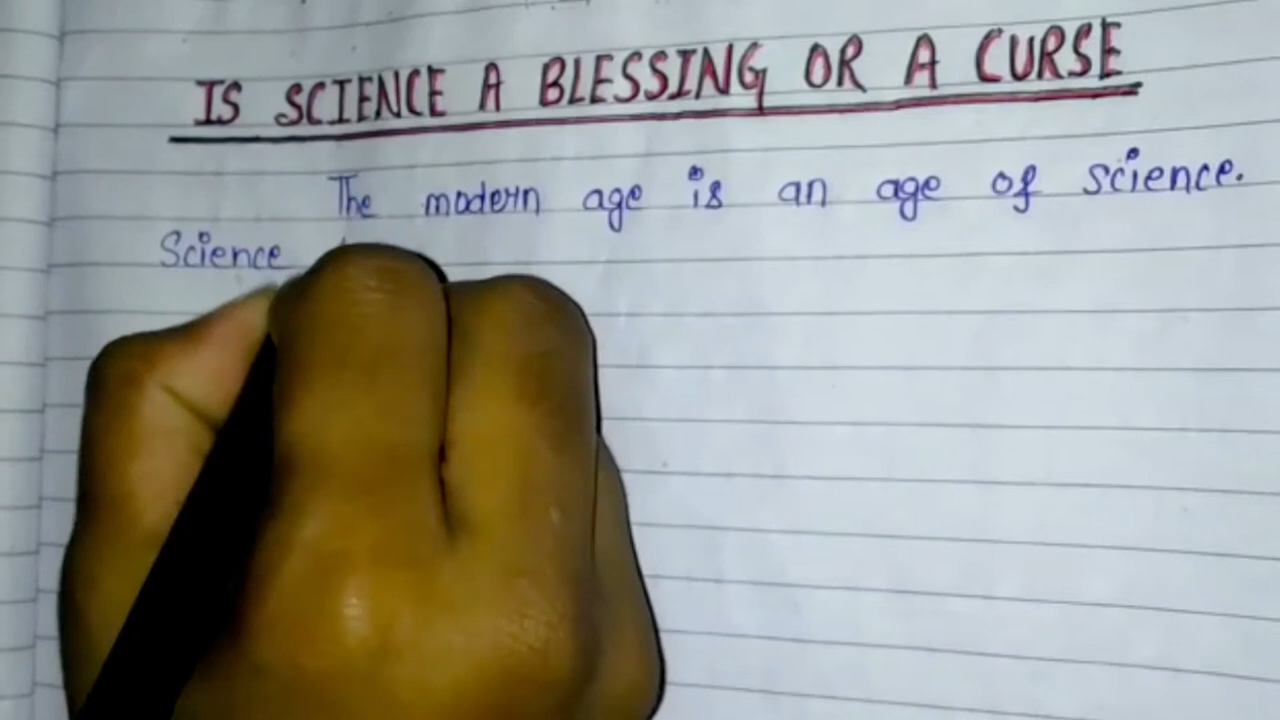 IS SCIENCE A BLESSING OR A CURSE
The modern age is an age of science.
Science